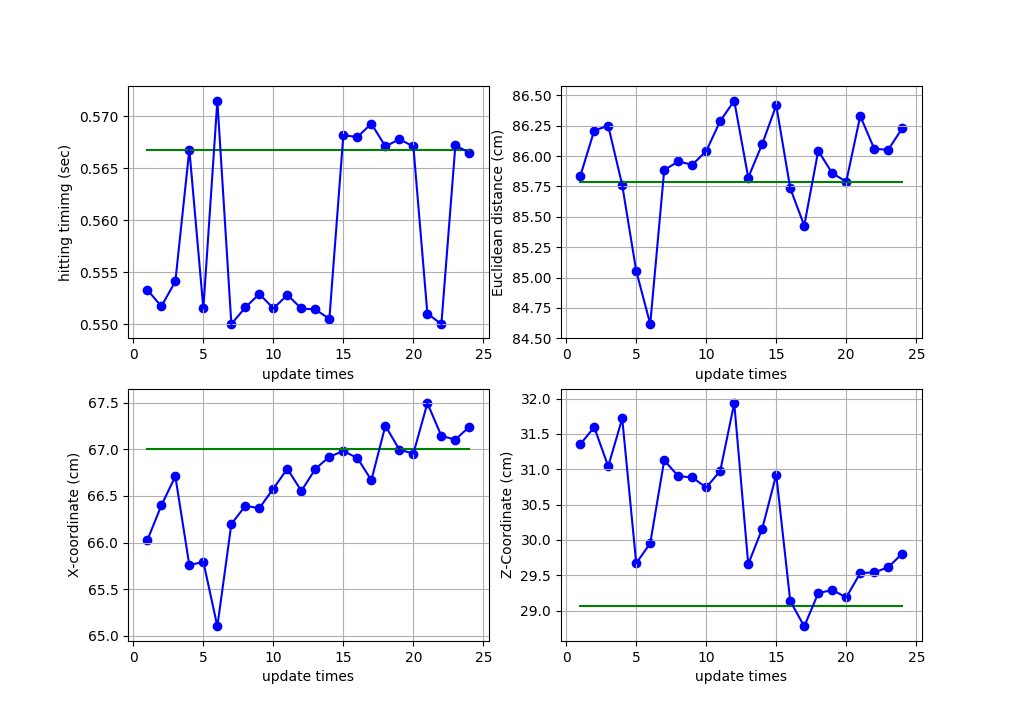 hitting timimg (sec)
0.570
0.565
0.560
0.555
0.550
0 5 10 15 20 25
update times
Euclidean distance (cm)
86.50
86.25
86.00
85.75
85.50
85.25
85.00
84.75
84.50
0 5 10 15 20 25
update times
X-coordinate (cm)
67.5
67.0
66.5
66.0
65.5
65.0
0 5 10 15 20 25
update times
Z-Coordinate (cm)
32.0
31.5
31.0
30.5
30.0
29.5
29.0
0 5 10 15 20 25
update times